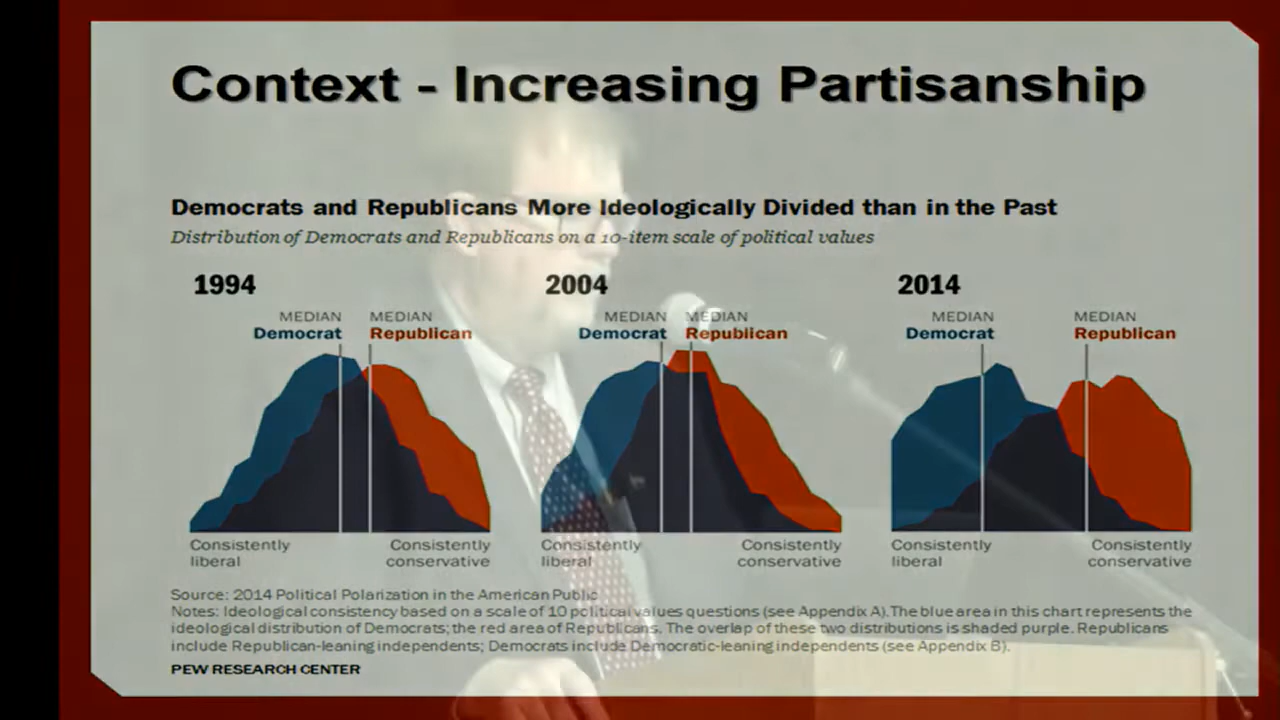 Context - Increasing Partisanship
Democrats and Republicans More Ideologically Divided than in the Past
Distribution of Democrats and Republicans on a 10-item scale of political values
1994
MEDIAN
Democrat
MEDIAN
Republican
Consistently
liberal
Consistently
conservative
2004
MEDIAN
Democrat
MEDIAN
Republican
Consistently
liberal
Consistently
conservative
2014
MEDIAN
Democrat
MEDIAN
Republican
Consistently
liberal
Consistently
conservative
Source: 2014 Political Polarization in the American Public
Notes: Ideological consistency based on a scale of 10 political values questions (see Appendix A). The blue area in this chart represents the
ideological distribution of Democrats; the red area of Republicans. The overlap of these two distributions is shaded purple. Republicans
include Republican-leaning independents; Democrats include Democratic-leaning independents (see Appendix B).
PEW RESEARCH CENTER